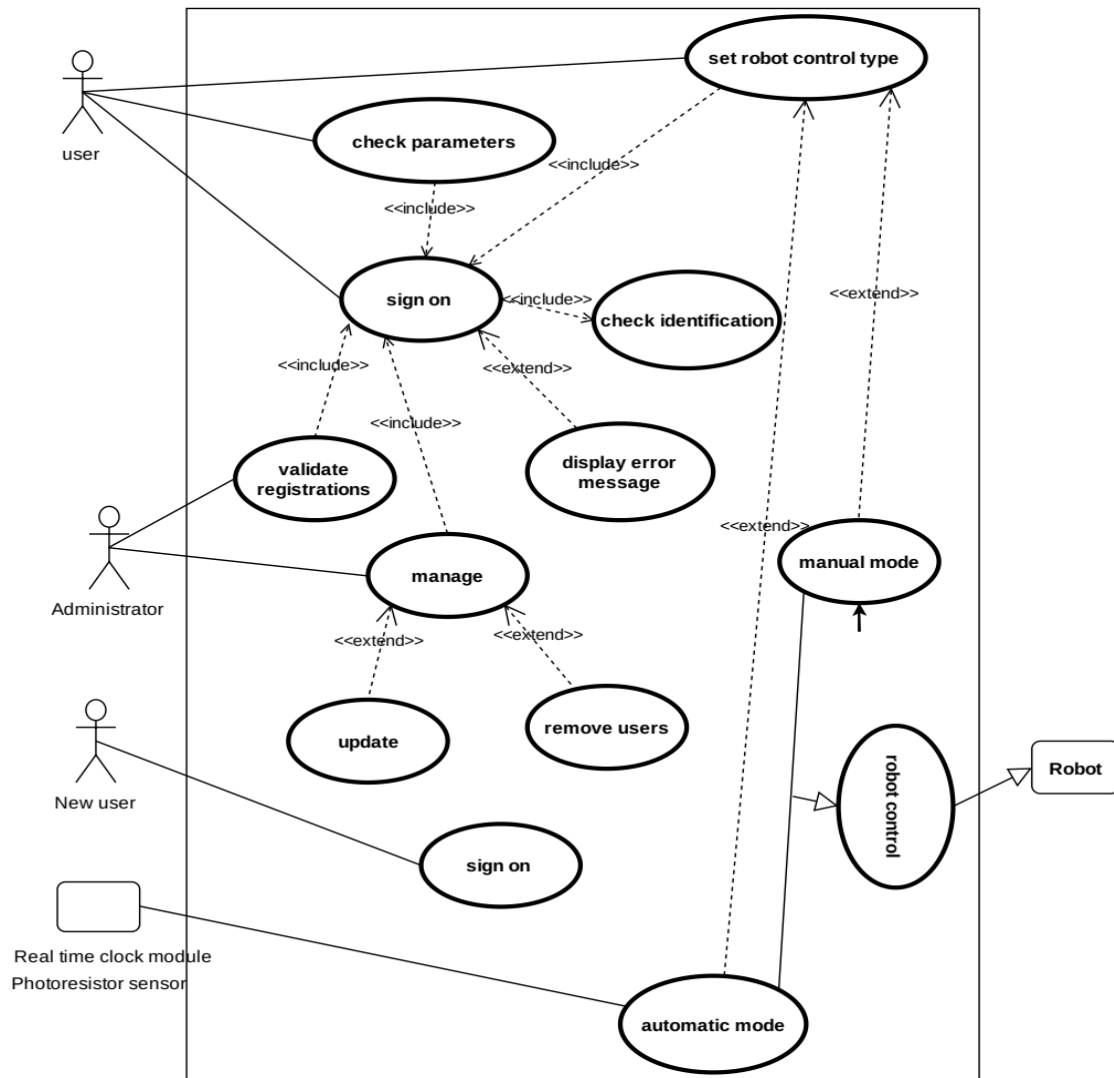 set robot control type
user
check parameters
<<include>>
<<include>>
sign on
<<include>>
check identification
<<extend>>
<<include>>
<<extend>>
<<include>>
validate
registrations
display error
message
<<extend>>
manual mode
Administrator
manage
<<extend>>
<<extend>>
update
remove users
New user
robot control
Robot
sign on
Real time clock module
Photoresistor sensor
automatic mode